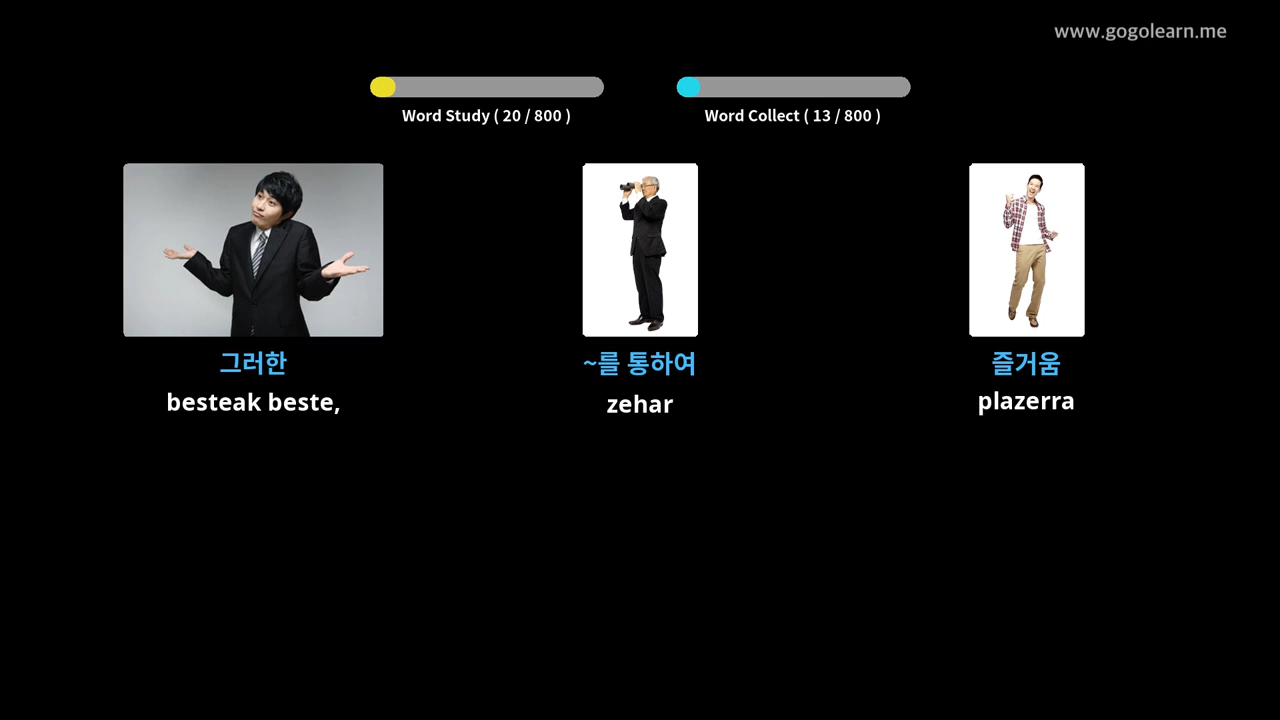 www.gogolearn.me
Word Study ( 20 / 800 )
Word Collect ( 13 / 800 )
그러한
besteak beste,
~를 통하여
zehar
즐거움
plazerra